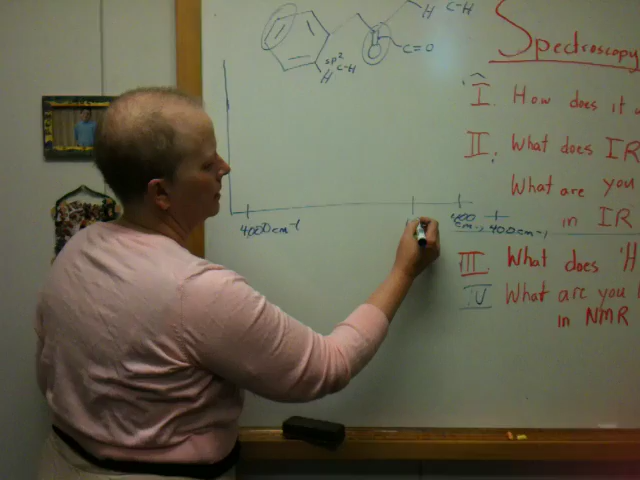 H C-H
C=O
sp²
C-H
H
4000cm⁻¹
400cm⁻¹
Spectroscopy
I. How does it
II. What does IR
What are you
in IR
III. What does 'H
IV What are you
in NMR